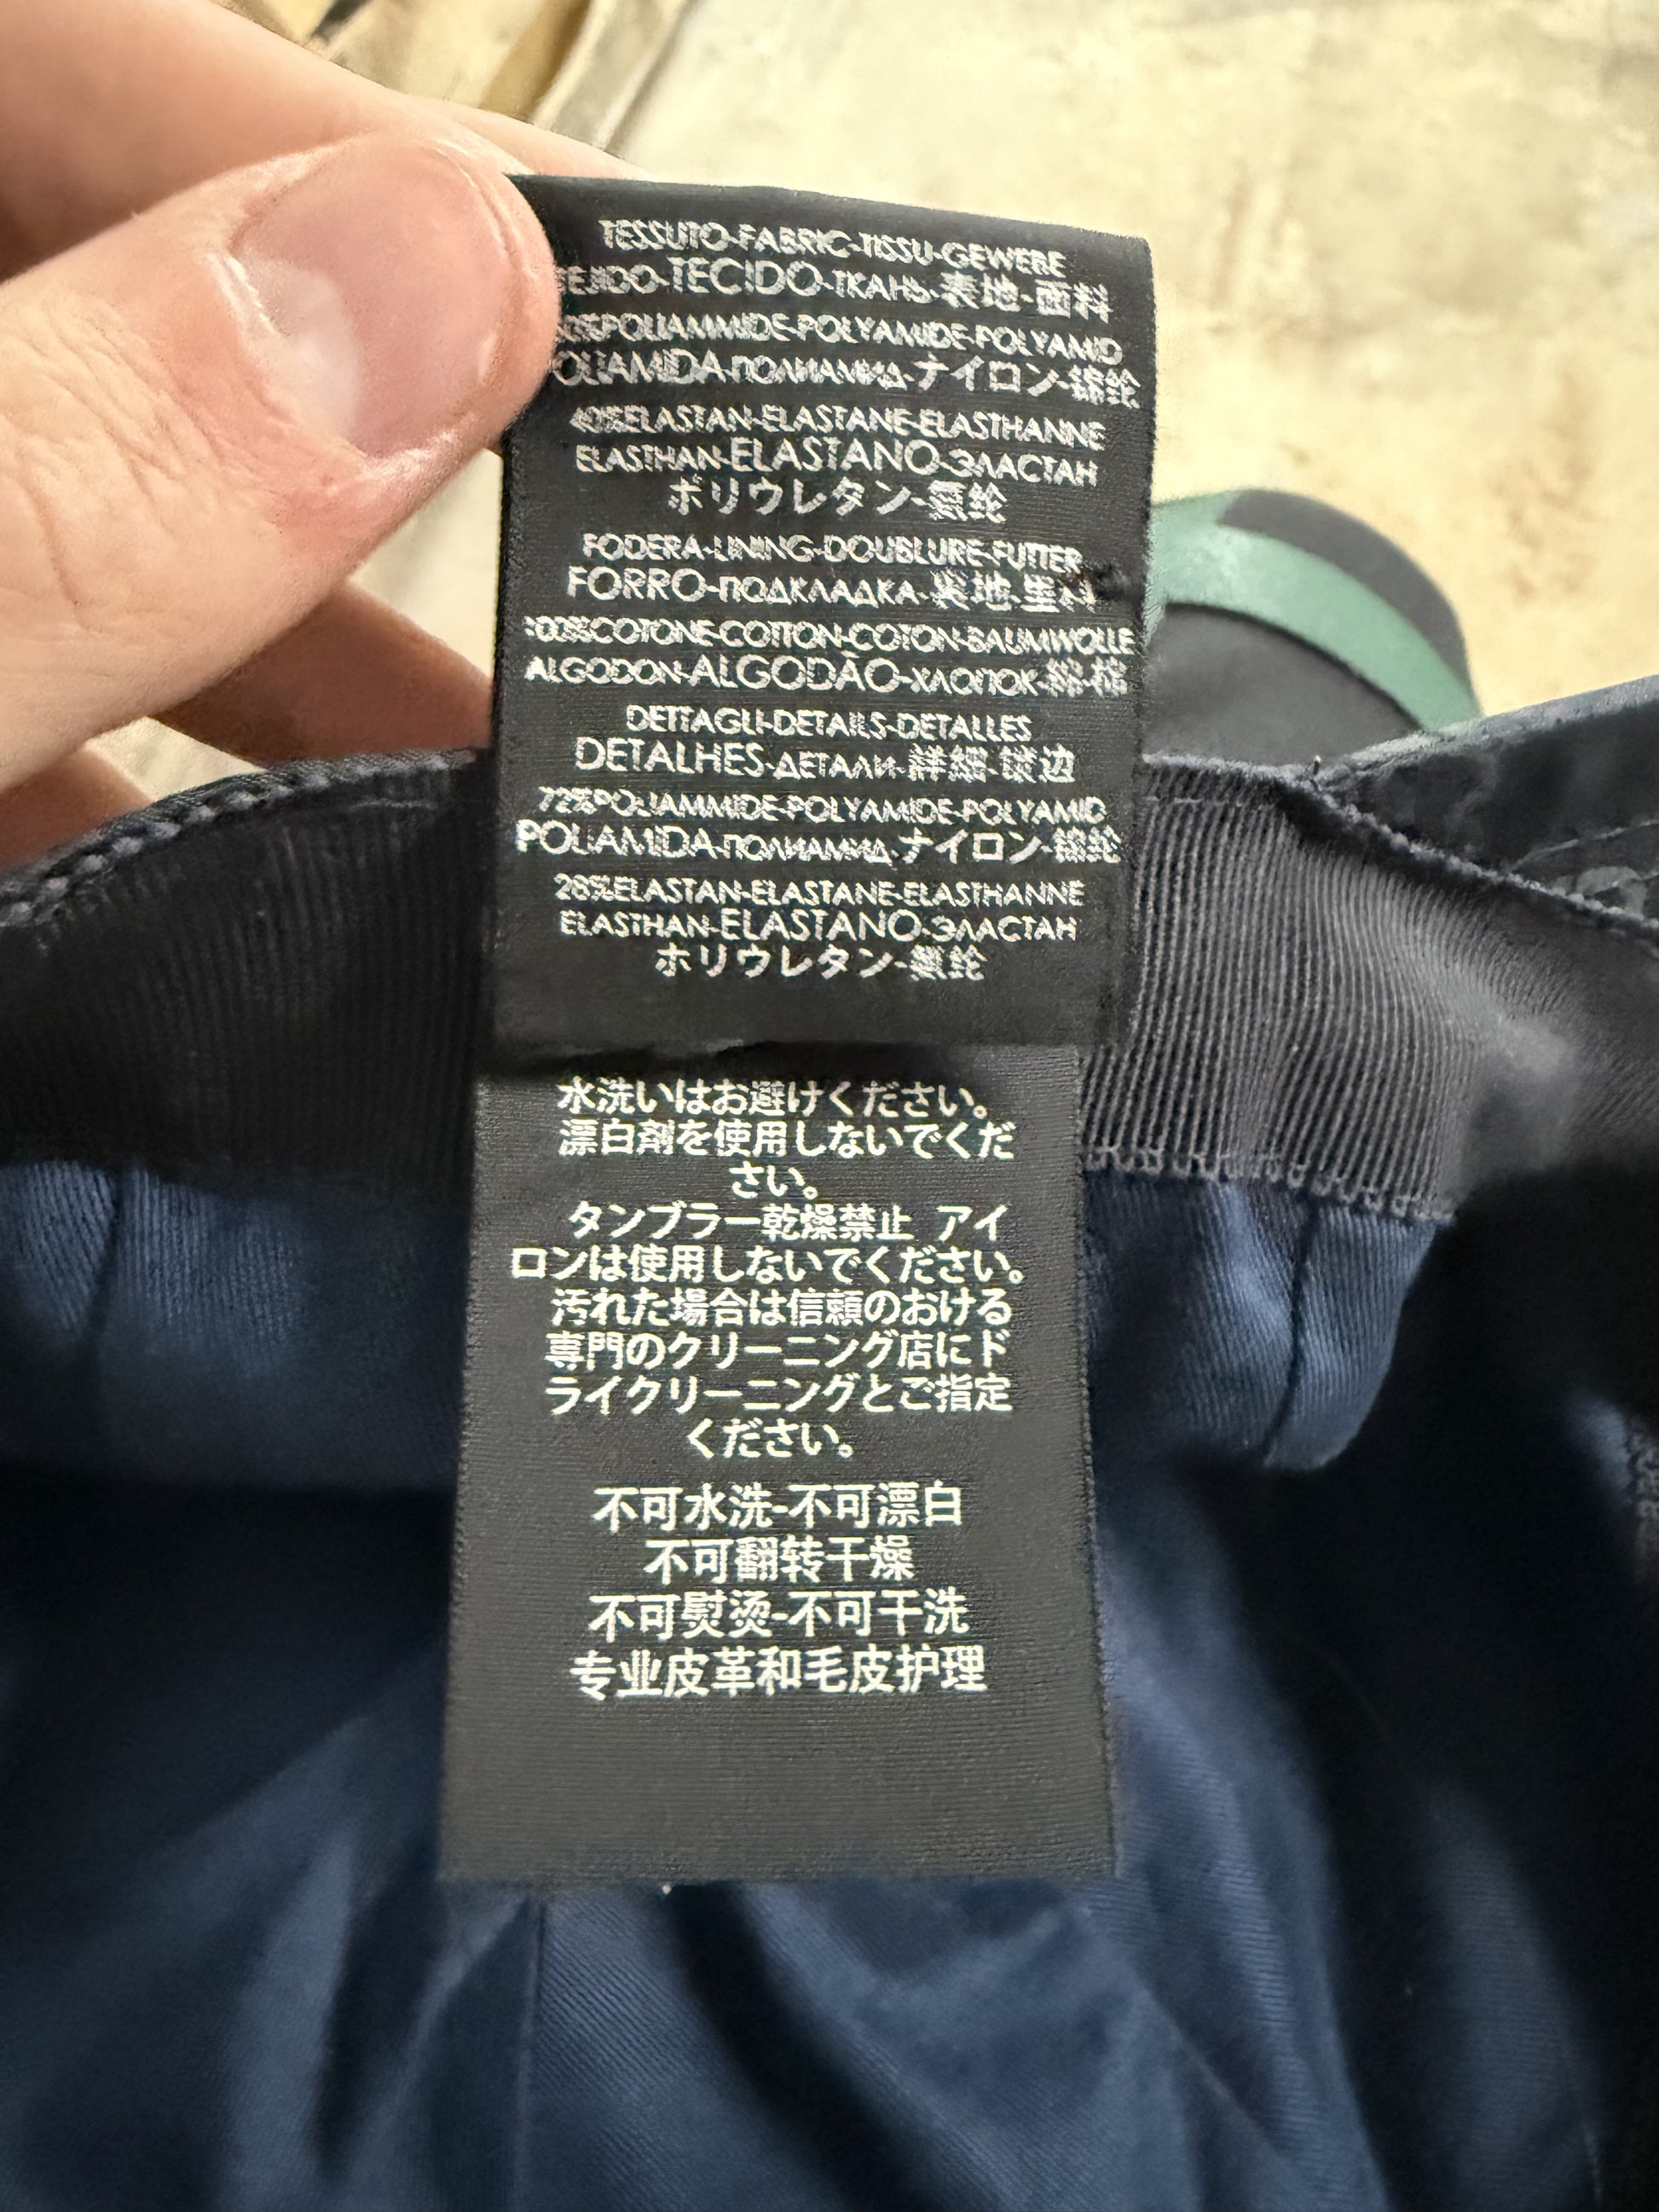 TESSUTO-FABRIC-TISSU-GEWEBE
TEJIDO-TECIDO-ТКАНЬ-表地-面料
POLIAMMIDE-POLYAMIDE-POLYAMID
POLIAMIDA-ПОЛИАМИД-ナイロン-锦纶
40%ELASTAN-ELASTANE-ELASTHANNE
ELASTHAN-ELASTANO-ЭЛАСТАН
ポリウレタン-氨纶
FODERA-LINING-DOUBLURE-FUTTER
FORRO-ПОДКЛАДКА-裏地-里料
100%COTONE-COTTON-COTON-BAUMWOLLE
ALGODON-ALGODÃO-ХЛОПОК-綿-棉
DETTAGLI-DETAILS-DETALLES
DETALHES-ДЕТАЛИ-詳細-镶边
72%POLIAMMIDE-POLYAMIDE-POLYAMID
POLIAMIDA-ПОЛИАМИД-ナイロン-锦纶
28%ELASTAN-ELASTANE-ELASTHANNE
ELASTHAN-ELASTANO-ЭЛАСТАН
ポリウレタン-氨纶
水洗いはお避けください。
漂白剤を使用しないでくだ
さい。
タンブラー乾燥禁止 アイ
ロンは使用しないでください。
汚れた場合は信頼のおける
専門のクリーニング店にド
ライクリーニングとご指定
ください。
不可水洗-不可漂白
不可翻转干燥
不可熨烫-不可干洗
专业皮革和毛皮护理